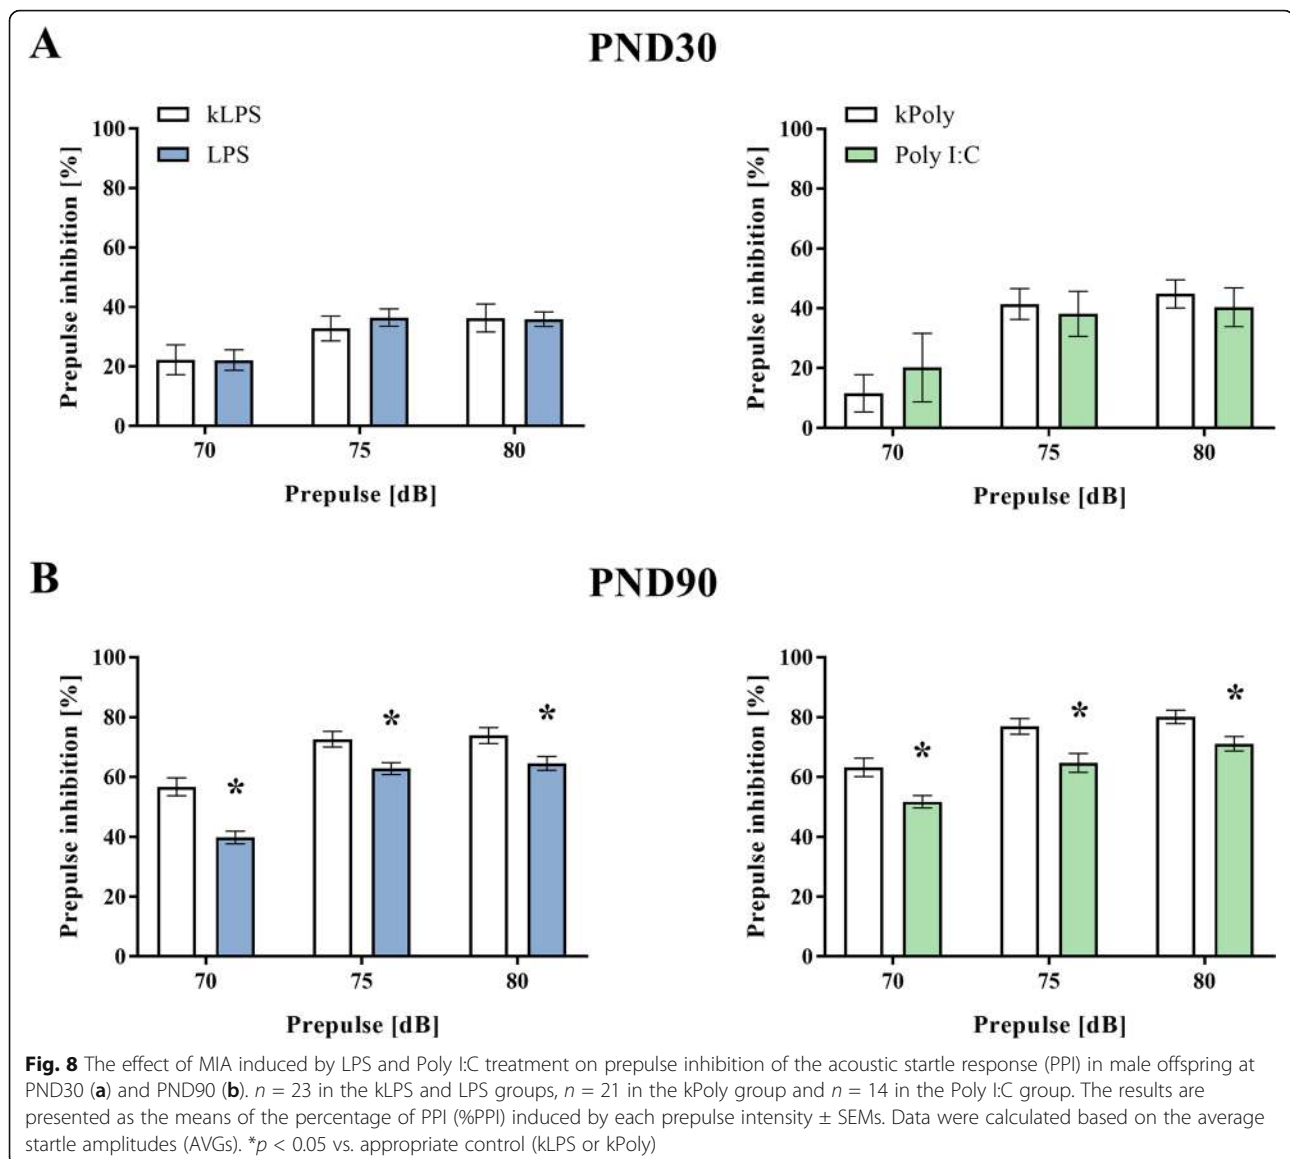 A
PND30
kLPS
LPS
Prepulse inhibition [%]
100
80
60
40
20
0
70 75 80
Prepulse [dB]
kPoly
Poly I:C
Prepulse inhibition [%]
100
80
60
40
20
0
70 75 80
Prepulse [dB]
B
PND90
Prepulse inhibition [%]
100
80
60
40
20
0
* * *
70 75 80
Prepulse [dB]
Prepulse inhibition [%]
100
80
60
40
20
0
* * *
70 75 80
Prepulse [dB]
Fig. 8 The effect of MIA induced by LPS and Poly I:C treatment on prepulse inhibition of the acoustic startle response (PPI) in male offspring at
PND30 (a) and PND90 (b). n = 23 in the kLPS and LPS groups, n = 21 in the kPoly group and n = 14 in the Poly I:C group. The results are
presented as the means of the percentage of PPI (%PPI) induced by each prepulse intensity ± SEMs. Data were calculated based on the average
startle amplitudes (AVGs). *p < 0.05 vs. appropriate control (kLPS or kPoly)